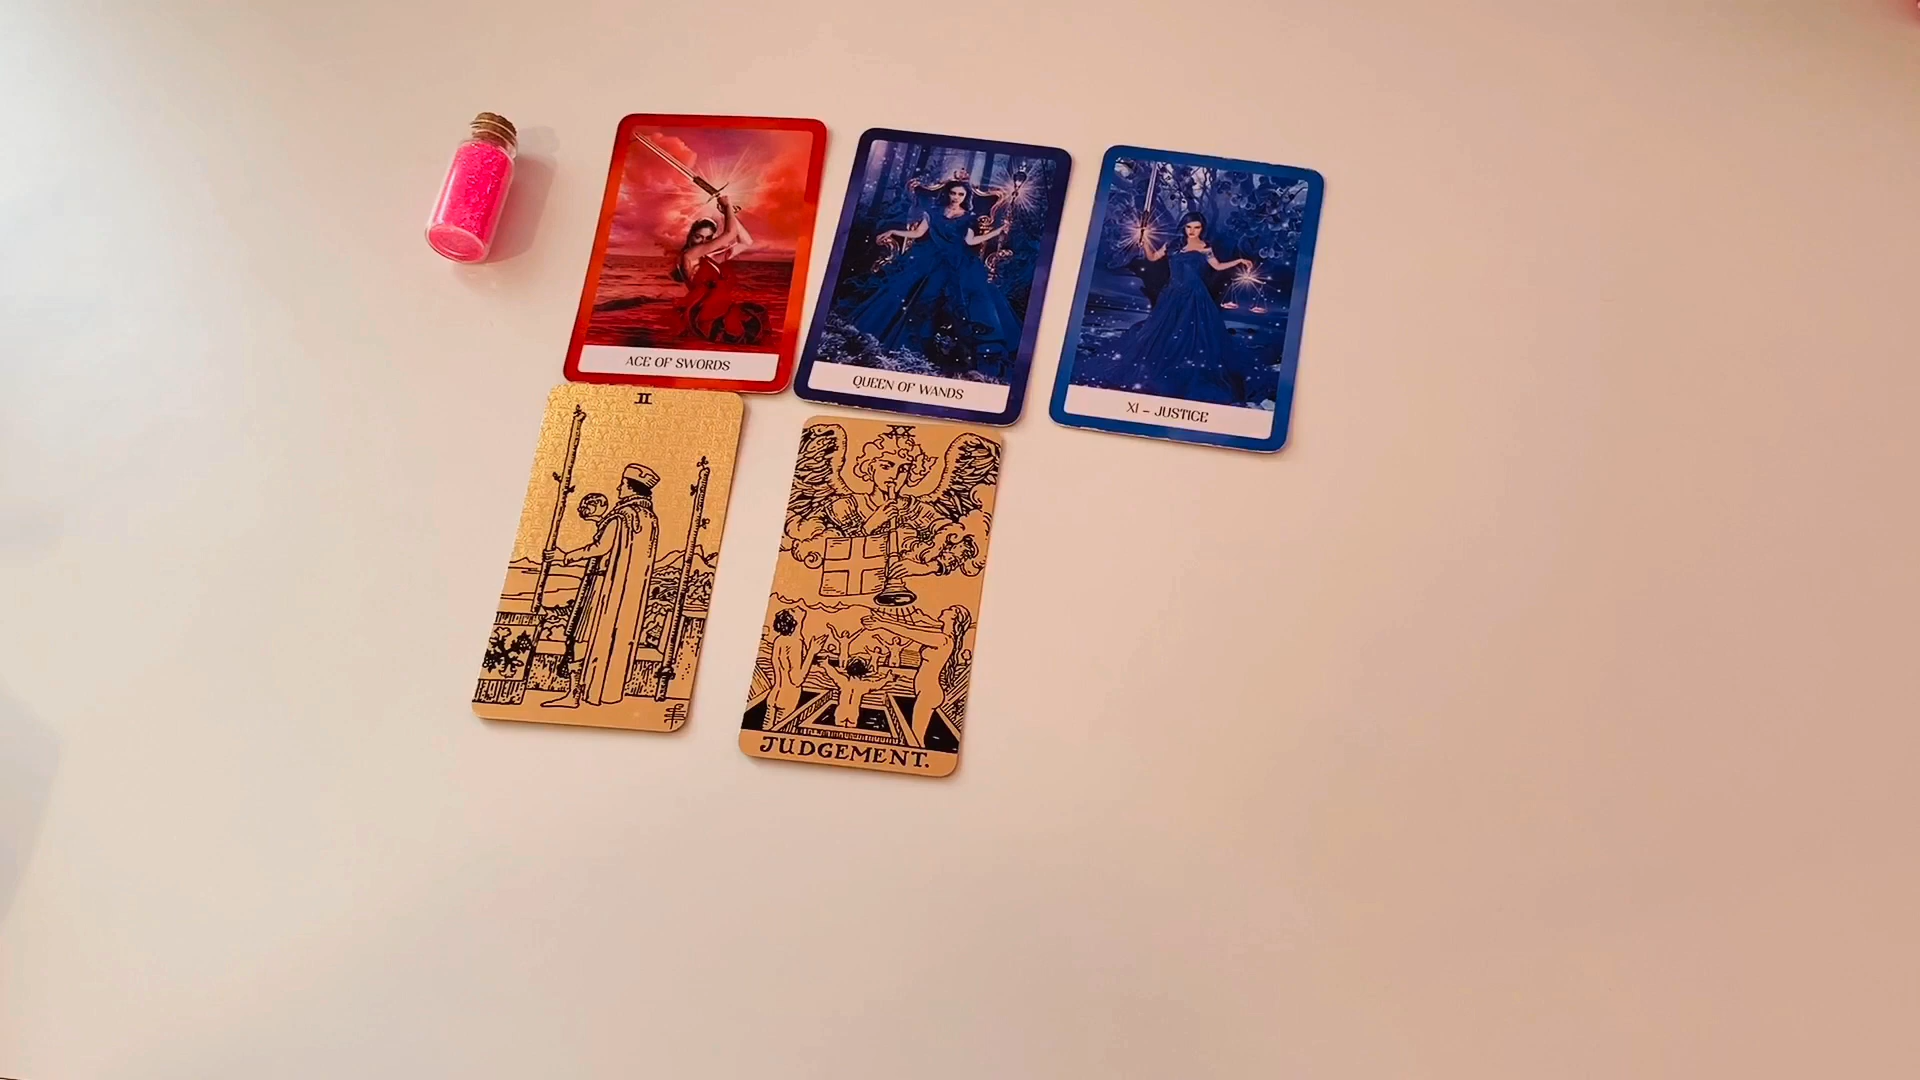 ACE OF SWORDS
QUEEN OF WANDS
XI - JUSTICE
II
XX
JUDGEMENT.